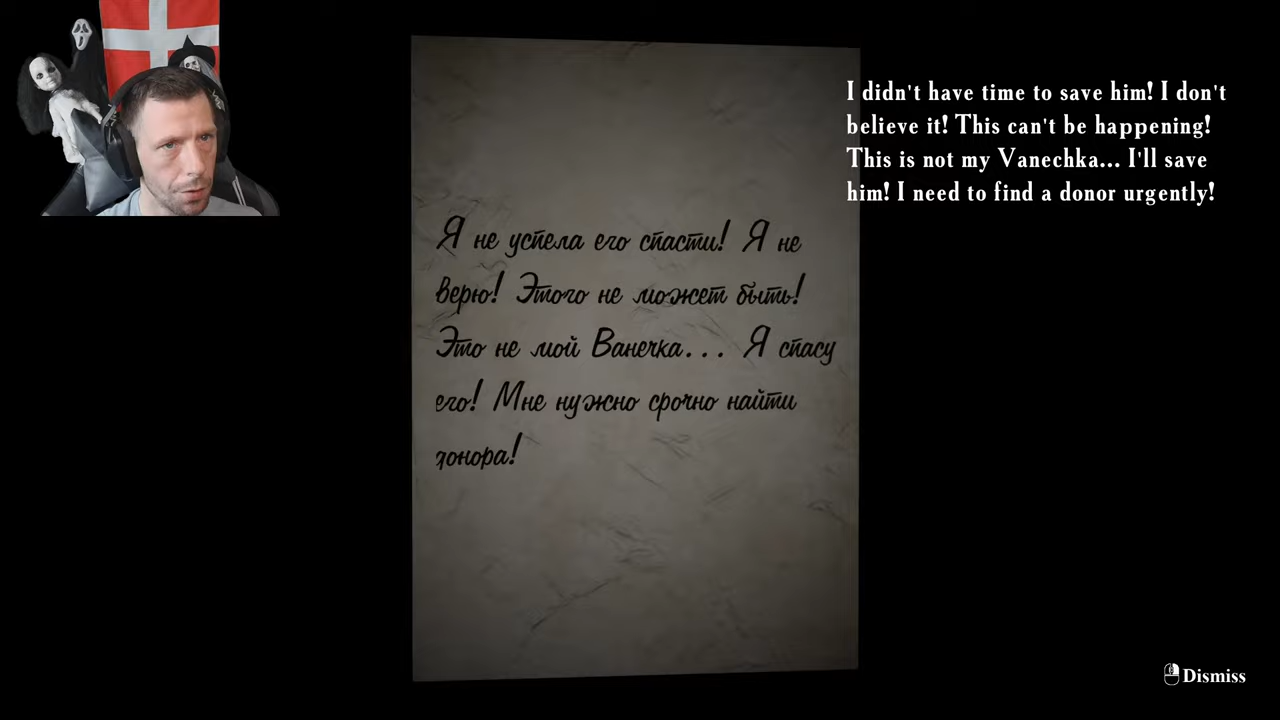 I didn't have time to save him! I don't
believe it! This can't be happening!
This is not my Vanechka... I'll save
him! I need to find a donor urgently!
Я не успела его спасти! Я не
верю! Этого не может быть!
Это не мой Ванечка... Я спасу
его! Мне нужно срочно найти
донора!
Dismiss